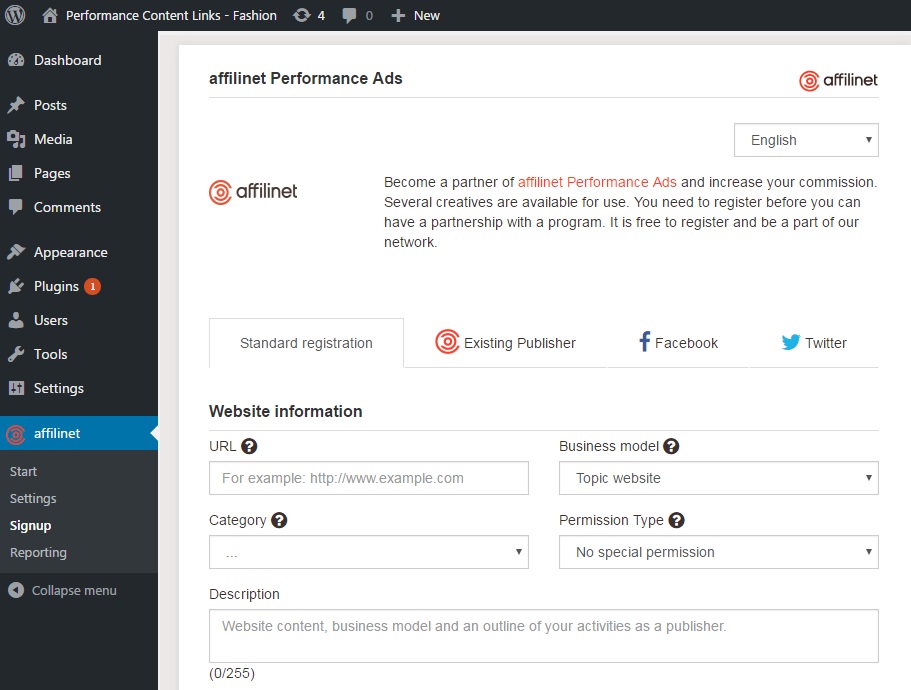 Performance Content Links - Fashion 4 0 New
Dashboard
Posts
Media
Pages
Comments
Appearance
Plugins 1
Users
Tools
Settings
affilinet
Start
Settings
Signup
Reporting
Collapse menu
affilinet Performance Ads
affilinet
English
affilinet
Become a partner of affilinet Performance Ads and increase your commission.
Several creatives are available for use. You need to register before you can
have a partnership with a program. It is free to register and be a part of our
network.
Standard registration Existing Publisher Facebook Twitter
Website information
URL ? Business model ?
For example: http://www.example.com Topic website
Category ? Permission Type ?
... No special permission
Description
Website content, business model and an outline of your activities as a publisher.
(0/255)